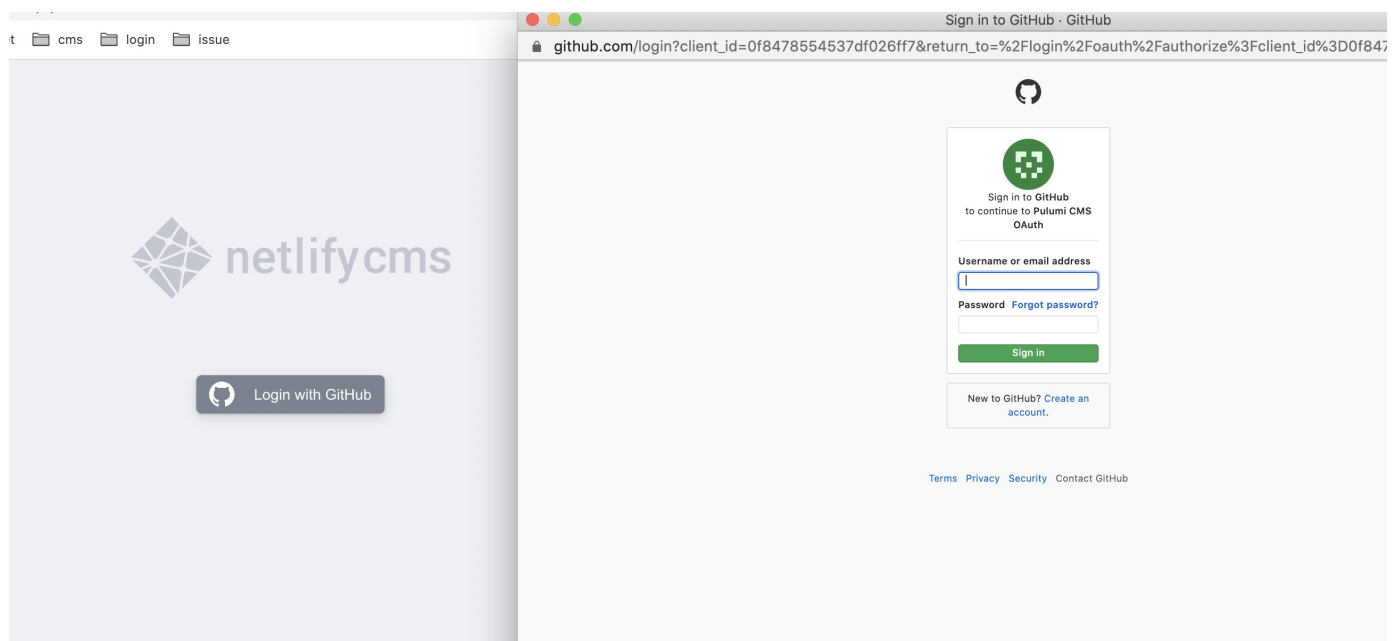 t cms login issue
netlifycms
Login with GitHub
Sign in to GitHub · GitHub
github.com/login?client_id=0f8478554537df026ff7&return_to=%2Flogin%2Foauth%2Fauthorize%3Fclient_id%3D0f847
Sign in to GitHub
to continue to Pulumi CMS
OAuth
Username or email address
Password Forgot password?
Sign in
New to GitHub? Create an
account.
Terms Privacy Security Contact GitHub